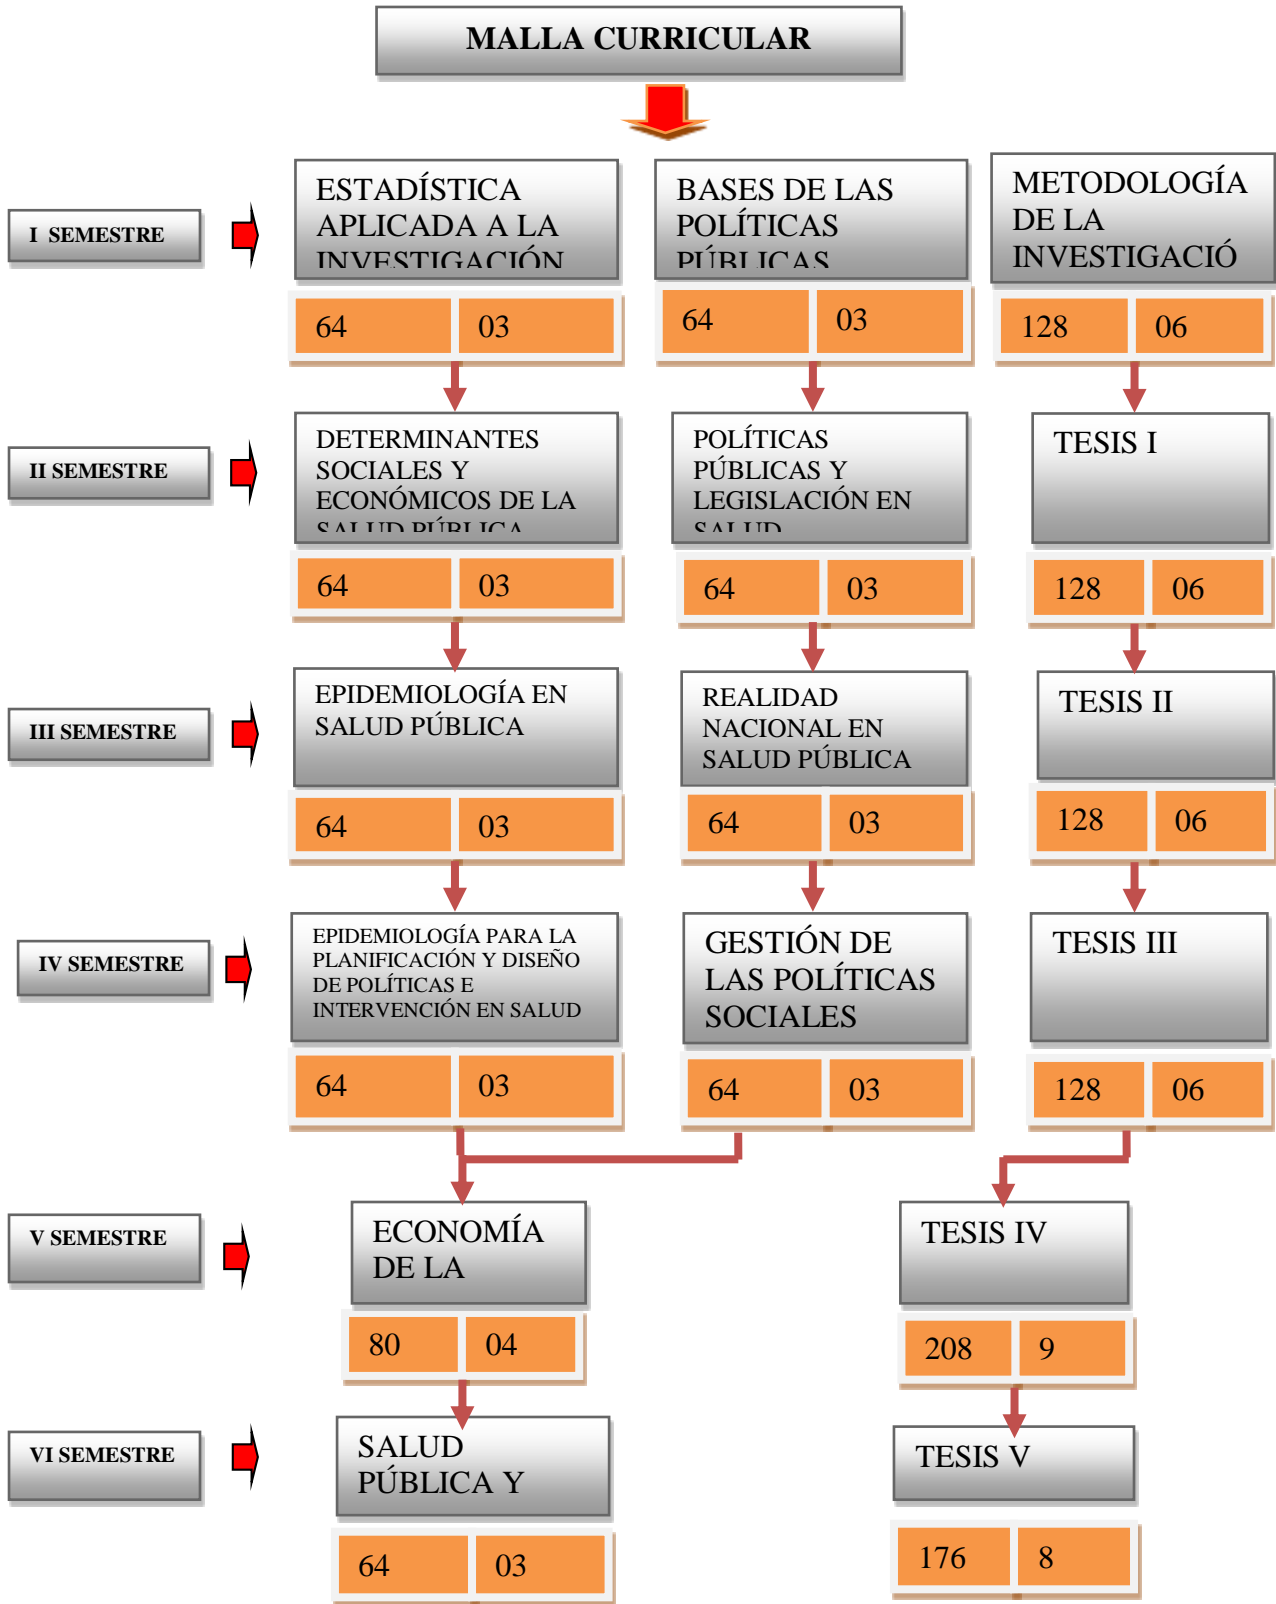 MALLA CURRICULAR
I SEMESTRE
ESTADÍSTICA
APLICADA A LA
INVESTIGACIÓN
64 03
BASES DE LAS
POLÍTICAS
PÚBLICAS
64 03
METODOLOGÍA
DE LA
INVESTIGACIÓ
128 06
II SEMESTRE
DETERMINANTES
SOCIALES Y
ECONÓMICOS DE LA
SALUD PÚBLICA
64 03
POLÍTICAS
PÚBLICAS Y
LEGISLACIÓN EN
SALUD
64 03
TESIS I
128 06
III SEMESTRE
EPIDEMIOLOGÍA EN
SALUD PÚBLICA
64 03
REALIDAD
NACIONAL EN
SALUD PÚBLICA
64 03
TESIS II
128 06
IV SEMESTRE
EPIDEMIOLOGÍA PARA LA
PLANIFICACIÓN Y DISEÑO
DE POLÍTICAS E
INTERVENCIÓN EN SALUD
64 03
GESTIÓN DE
LAS POLÍTICAS
SOCIALES
64 03
TESIS III
128 06
V SEMESTRE
ECONOMÍA
DE LA
80 04
TESIS IV
208 9
VI SEMESTRE
SALUD
PÚBLICA Y
64 03
TESIS V
176 8